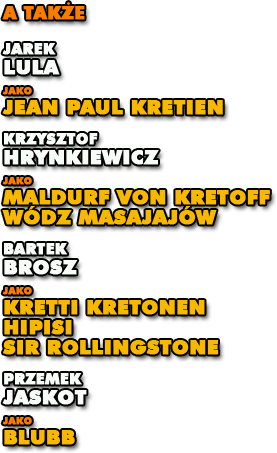 A TAKŻE
JAREK
LULA
JAKO
JEAN PAUL KRETIEN
KRZYSZTOF
HRYNKIEWICZ
JAKO
MALDURF VON KRETOFF
WÓDZ MASAJAJÓW
BARTEK
BROSZ
JAKO
KRETTI KRETONEN
HIPISI
SIR ROLLINGSTONE
PRZEMEK
JASKOT
JAKO
BLUBB